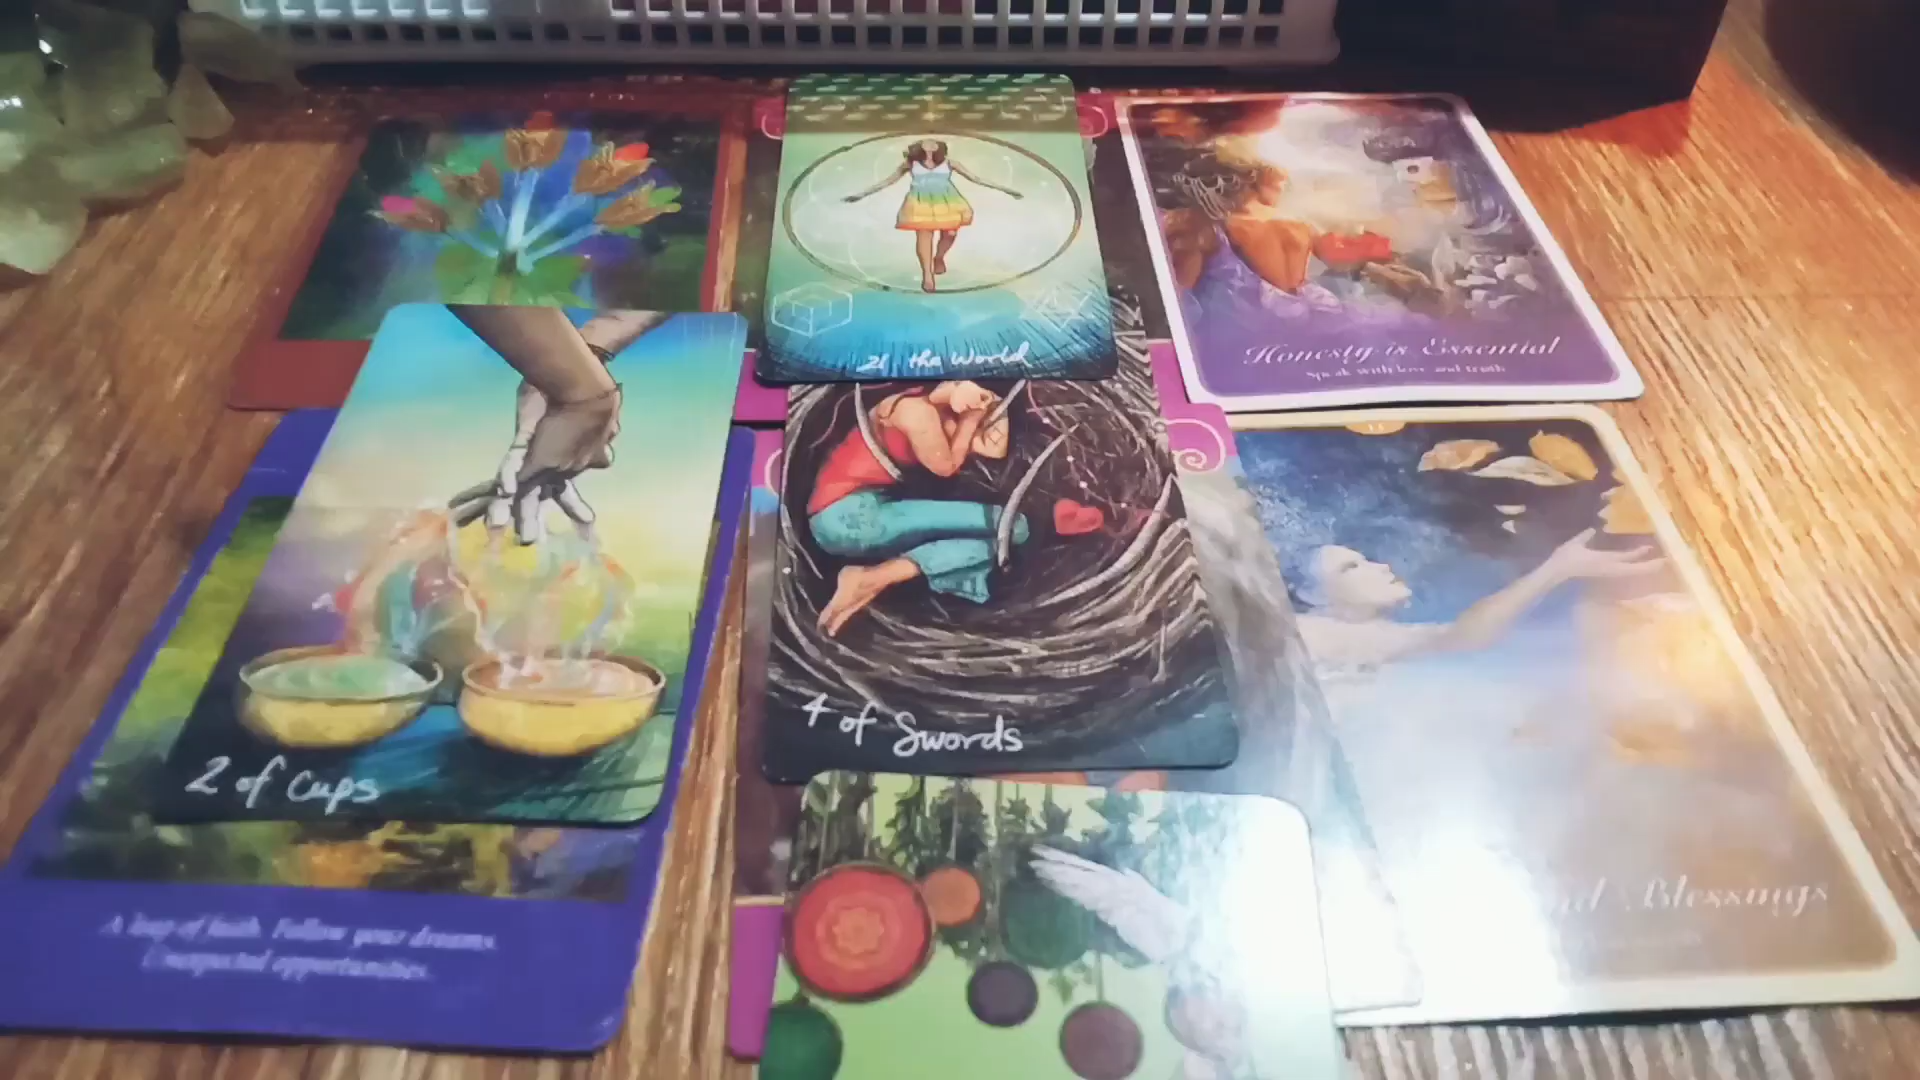 21 the World
Honesty is Essential
Speak with love and truth
4 of Swords
2 of Cups
Blessings
A leap of faith. Follow your dreams.
Unexpected opportunities.